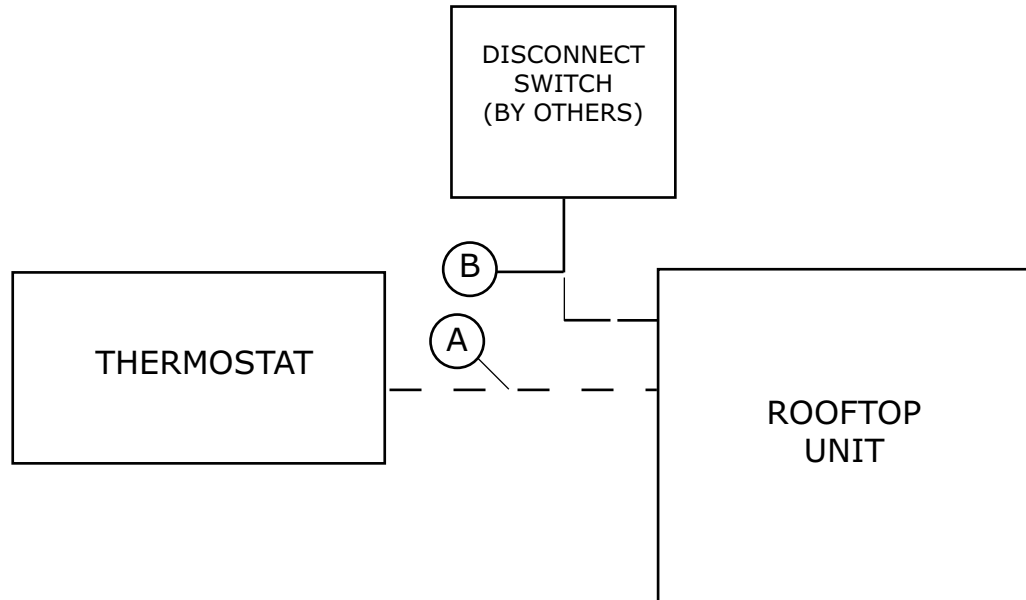 DISCONNECT
SWITCH
(BY OTHERS)
B
A
THERMOSTAT
ROOFTOP
UNIT